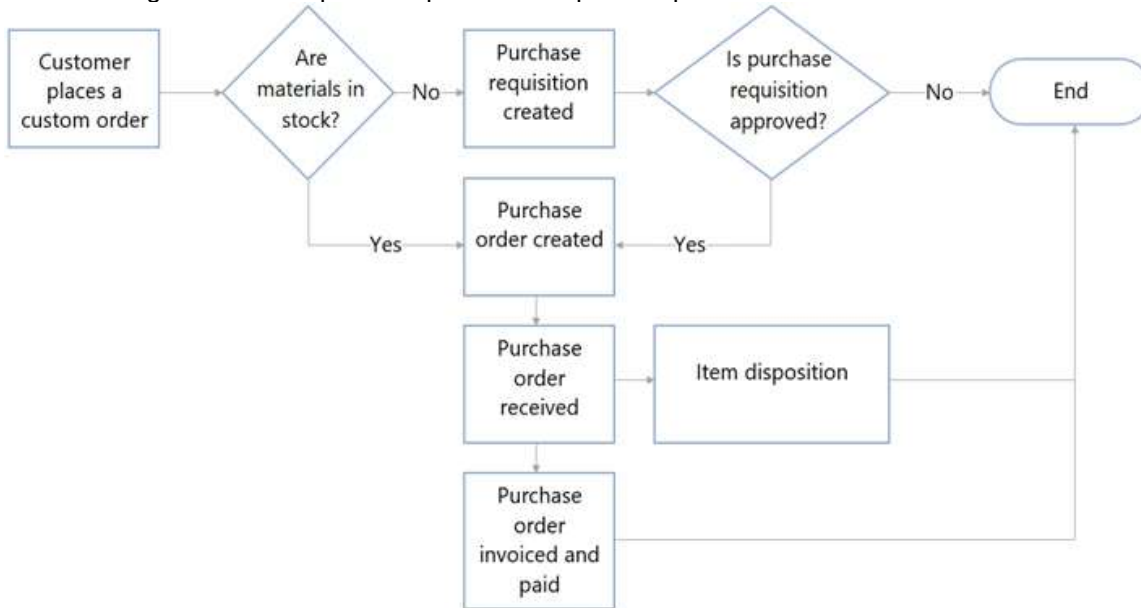 Customer
places a
custom order
Are
materials in
stock?
No
Purchase
requisition
created
Is purchase
requisition
approved?
No
End
Yes
Purchase
order created
Yes
Purchase
order
received
Item disposition
Purchase
order
invoiced and
paid